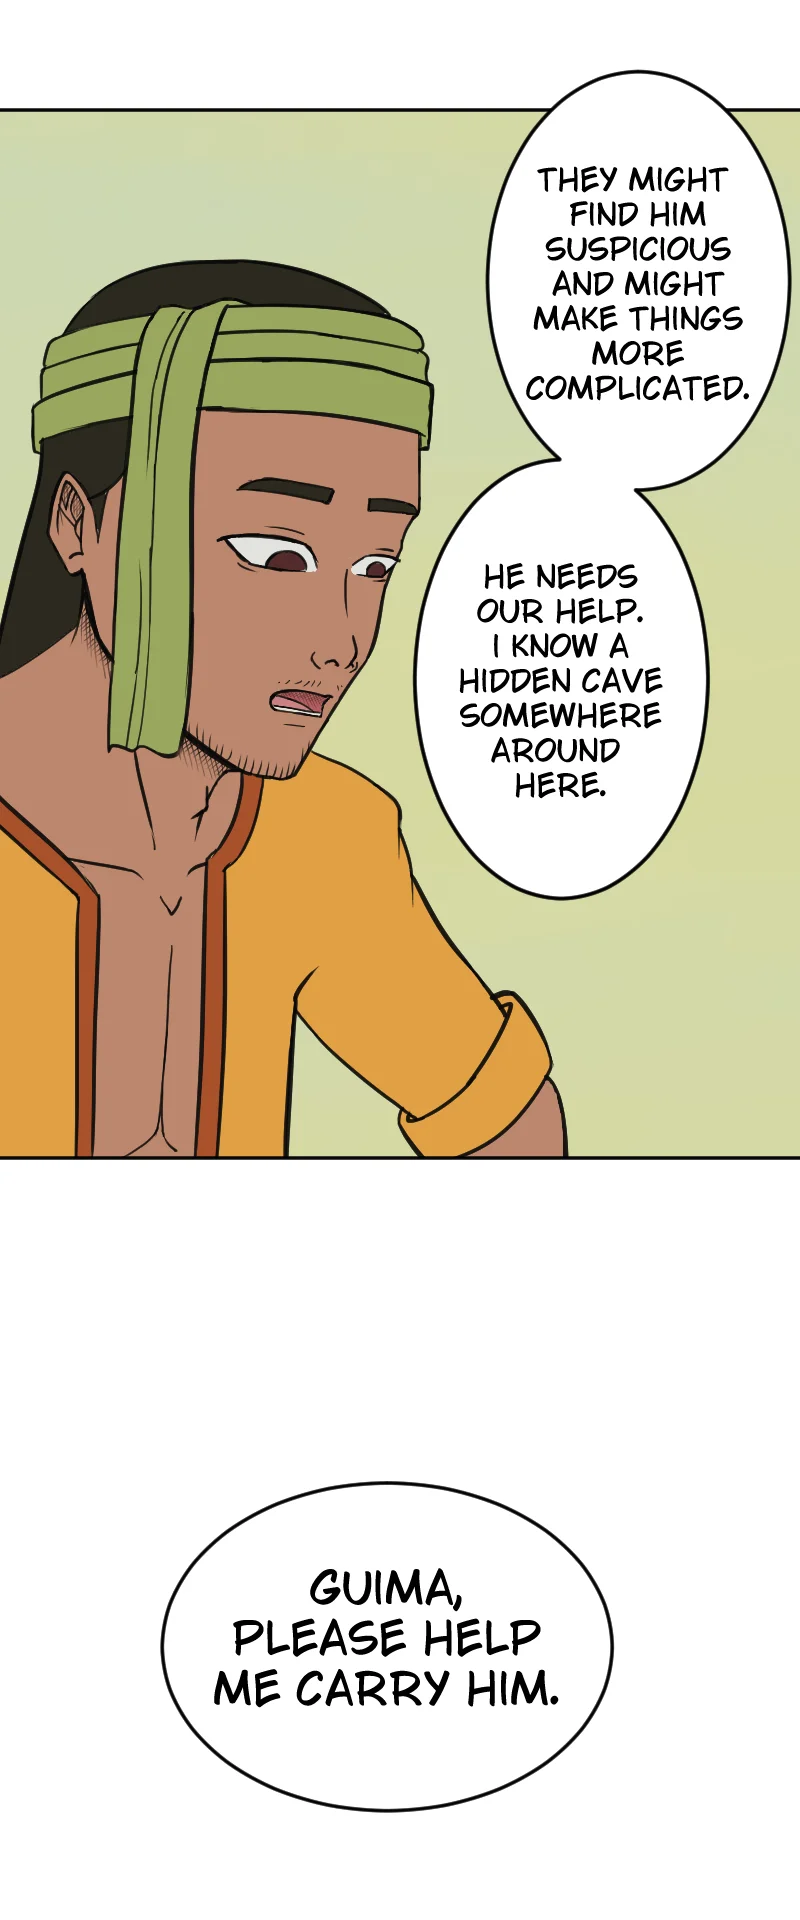 THEY MIGHT
FIND HIM
SUSPICIOUS
AND MIGHT
MAKE THINGS
MORE
COMPLICATED.
HE NEEDS
OUR HELP.
I KNOW A
HIDDEN CAVE
SOMEWHERE
AROUND
HERE.
GUIMA,
PLEASE HELP
ME CARRY HIM.